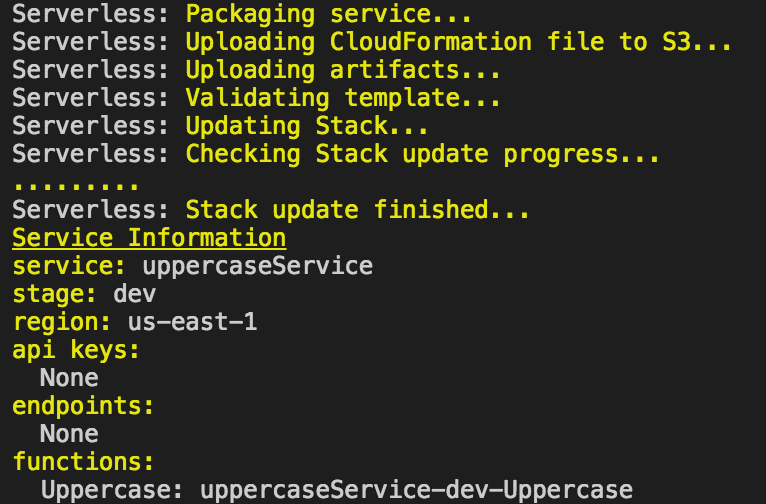 Serverless: Packaging service...
Serverless: Uploading CloudFormation file to S3...
Serverless: Uploading artifacts...
Serverless: Validating template...
Serverless: Updating Stack...
Serverless: Checking Stack update progress...
.........
Serverless: Stack update finished...
Service Information
service: uppercaseService
stage: dev
region: us-east-1
api keys:
  None
endpoints:
  None
functions:
  Uppercase: uppercaseService-dev-Uppercase